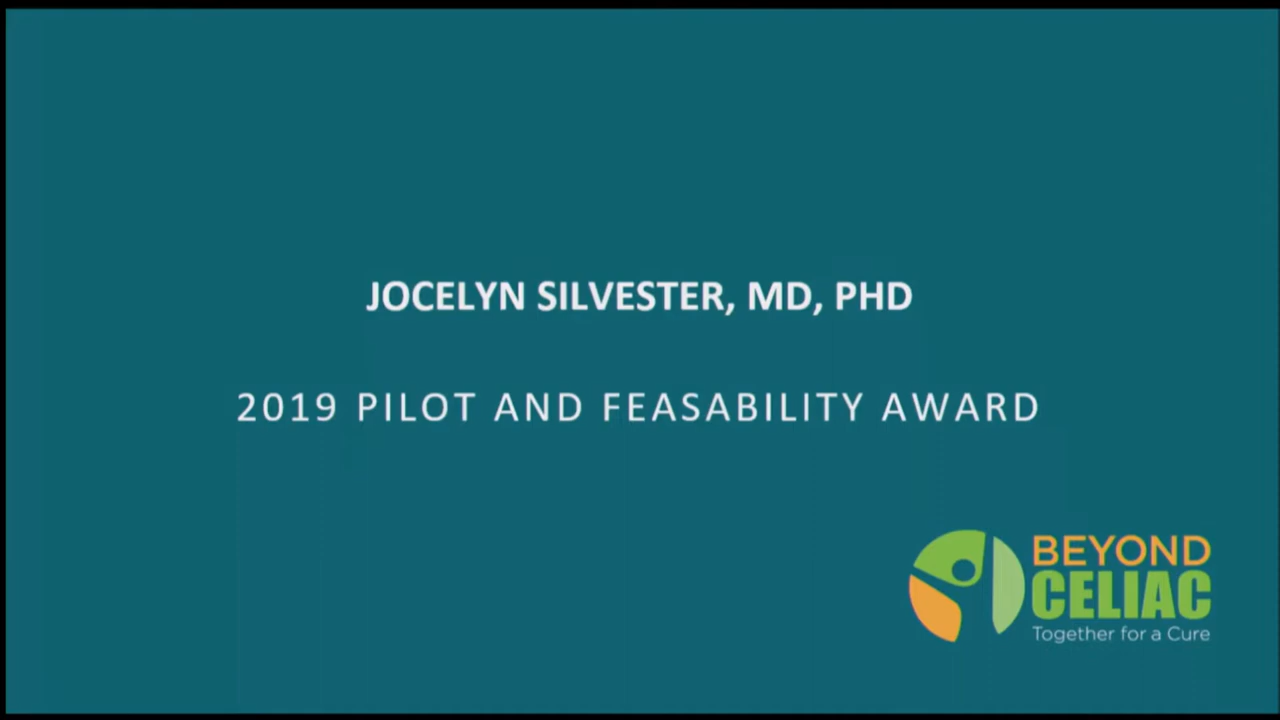 JOCELYN SILVESTER, MD, PHD
2019 PILOT AND FEASABILITY AWARD
BEYOND
CELIAC
Together for a Cure